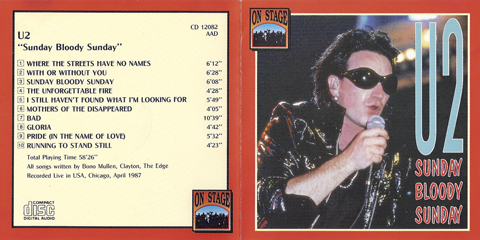 U2
CD 12082
AAD
"Sunday Bloody Sunday"
1 WHERE THE STREETS HAVE NO NAMES 6'12"
2 WITH OR WITHOUT YOU 6'28"
3 SUNDAY BLOODY SUNDAY 6'08"
4 THE UNFORGETTABLE FIRE 4'28"
5 I STILL HAVEN'T FOUND WHAT I'M LOOKING FOR 5'49"
6 MOTHERS OF THE DISAPPEARED 4'05"
7 BAD 10'39"
8 GLORIA 4'42"
9 PRIDE (IN THE NAME OF LOVE) 5'32"
10 RUNNING TO STAND STILL 4'23"
Total Playing Time 58'26"
All songs written by Bono Mullen, Clayton, The Edge
Recorded Live in USA, Chicago, April 1987
COMPACT
disc
DIGITAL AUDIO
ON STAGE
ON STAGE
U2
SUNDAY
BLOODY
SUNDAY